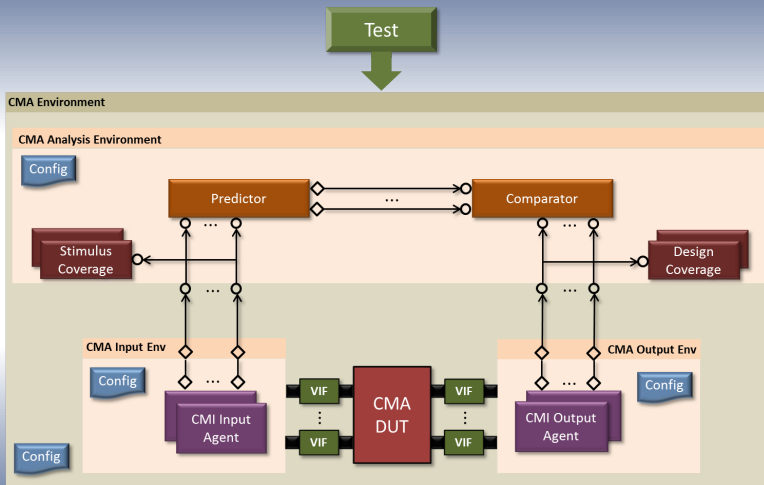 Test
CMA Environment
CMA Analysis Environment
Config
Predictor
...
Comparator
...
...
Stimulus
Coverage
Design
Coverage
...
...
CMA Input Env
CMA Output Env
Config
...
...
Config
VIF
VIF
CMI Input
Agent
...
CMA
DUT
...
CMI Output
Agent
VIF
VIF
Config